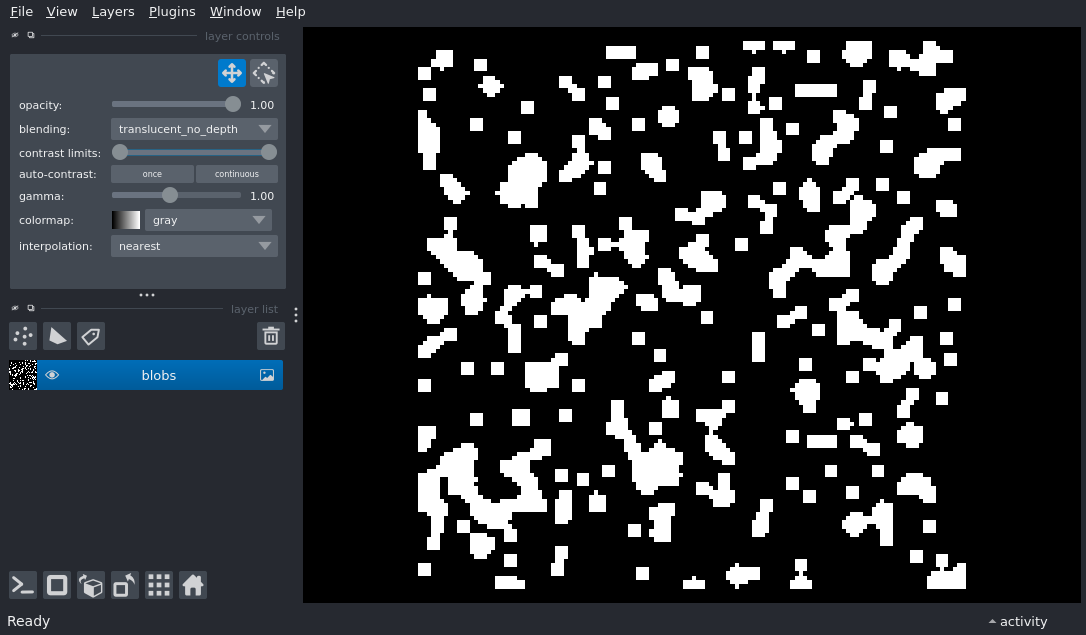 File View Layers Plugins Window Help
layer controls
opacity: 1.00
blending: translucent_no_depth
contrast limits:
auto-contrast: once continuous
gamma: 1.00
colormap: gray
interpolation: nearest
layer list
blobs
Ready
activity